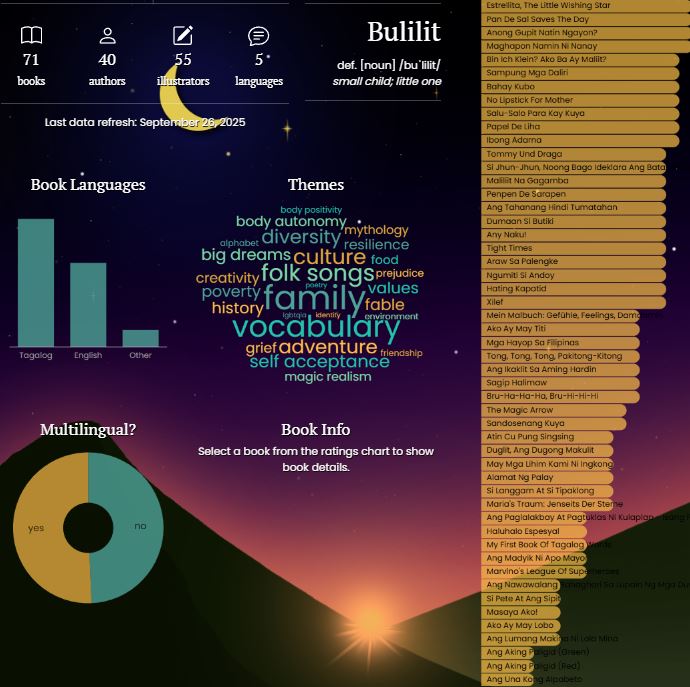 71
books
40
authors
55
illustrators
5
languages
Bulilit
def. [noun] /buˈlilit/
small child; little one
Last data refresh: September 26, 2025
Book Languages
Tagalog
English
Other
Themes
body positivity
body autonomy
mythology
diversity
alphabet
resilience
big dreams
culture
food
creativity
folk songs
prejudice
poetry
poverty
family
values
history
fable
lgbtqia
identify
environment
vocabulary
grief
adventure
friendship
self acceptance
magic realism
Multilingual?
yes
no
Book Info
Select a book from the ratings chart to show
book details.
Estrellita, The Little Wishing Star
Pan De Sal Saves The Day
Anong Gupit Natin Ngayon?
Maghapon Namin Ni Nanay
Bin Ich Klein? Ako Ba Ay Maliit?
Sampung Mga Daliri
Bahay Kubo
No Lipstick For Mother
Salu-Salo Para Kay Kuya
Papel De Liha
Ibong Adarna
Tommy Und Draga
Si Jhun-Jhun, Noong Bago Ideklara Ang Bata
Maliliit Na Gagamba
Penpen De Sarapen
Ang Tahanang Hindi Tumatahan
Dumaan Si Butiki
Any Naku!
Tight Times
Araw Sa Palengke
Ngumiti Si Andoy
Hating Kapatid
Xilef
Mein Malbuch: Gefühle, Feelings, Damdamin
Ako Ay May Titi
Mga Hayop Sa Filipinas
Tong, Tong, Tong, Pakitong-Kitong
Ang Ikaklit Sa Aming Hardin
Sagip Halimaw
Bru-Ha-Ha-Ha, Bru-Hi-Hi-Hi
The Magic Arrow
Sandosenang Kuya
Atin Cu Pung Singsing
Duglit, Ang Dugong Makulit
May Mga Lihim Kami Ni Ingkong
Alamat Ng Palay
Si Langgam At Si Tipaklong
Maria's Traum: Jenseits Der Sterne
Ang Paglalakbay At Pagtuklas Ni Kulaplap
Haluhalo Espesyal
My First Book Of Tagalog Words
Ang Madyik Ni Apo Mayor
Marvino's League Of Superheroes
Ang Nawawalang Bahaghari Sa Lupain Ng Mga Du
Si Pete At Ang Sipit
Masaya Ako!
Ako Ay May Lobo
Ang Lumang Makina Ni Lola Mina
Ang Aking Paligid (Green)
Ang Aking Paligid (Red)
Ang Una Kong Alpabeto